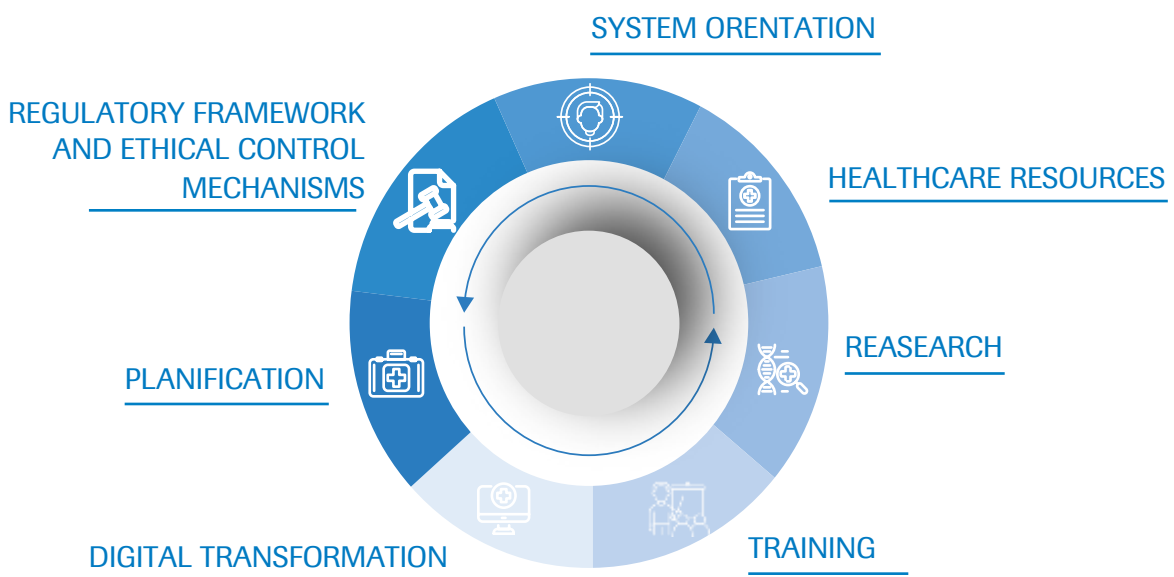 SYSTEM ORENTATION
REGULATORY FRAMEWORK
AND ETHICAL CONTROL
MECHANISMS
HEALTHCARE RESOURCES
REASEARCH
PLANIFICATION
DIGITAL TRANSFORMATION
TRAINING